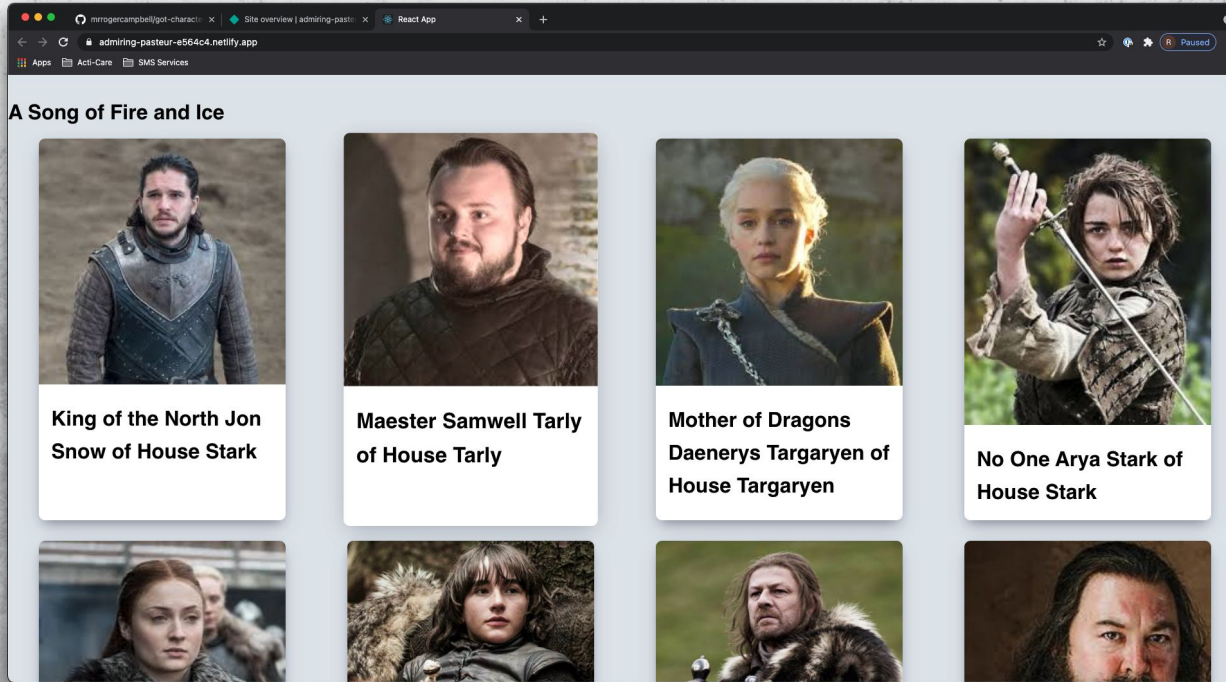 mrrogercampbell/got-characte
Site overview | admiring-paste
React App
admiring-pasteur-e564c4.netlify.app
R Paused
Apps Acti-Care SMS Services
A Song of Fire and Ice
King of the North Jon
Snow of House Stark
Maester Samwell Tarly
of House Tarly
Mother of Dragons
Daenerys Targaryen of
House Targaryen
No One Arya Stark of
House Stark